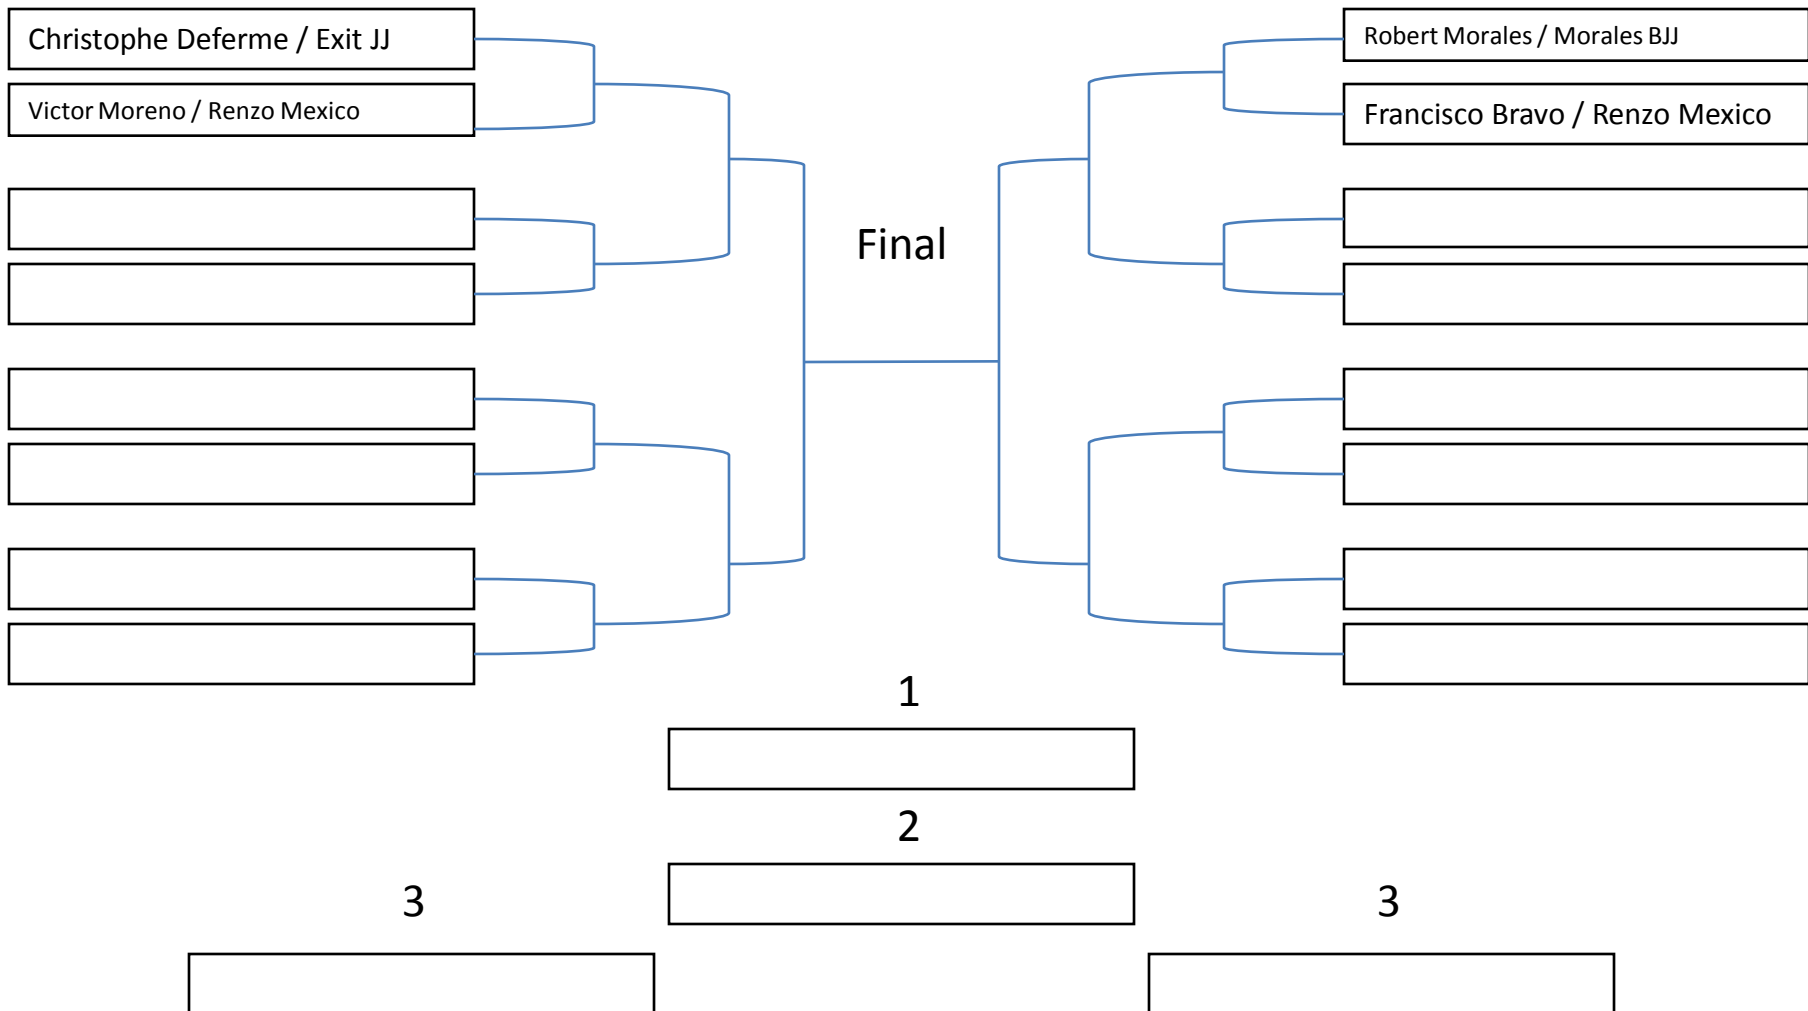 Christophe Deferme / Exit JJ
Robert Morales / Morales BJJ
Victor Moreno / Renzo Mexico
Francisco Bravo / Renzo Mexico
Final
1
2
3
3